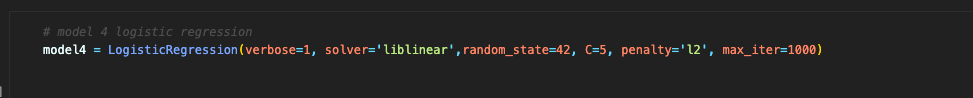 # model 4 logistic regression
model4 = LogisticRegression(verbose=1, solver='liblinear',random_state=42, C=5, penalty='l2', max_iter=1000)